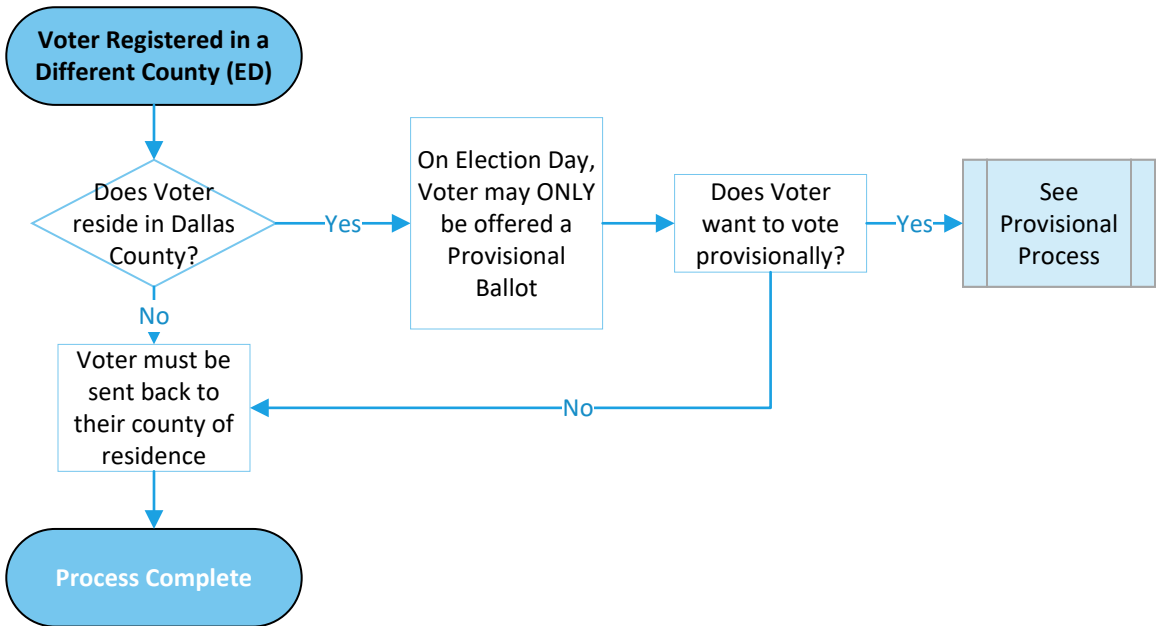 Voter Registered in a
Different County (ED)
Does Voter
reside in Dallas
County?
Yes
On Election Day,
Voter may ONLY
be offered a
Provisional
Ballot
Does Voter
want to vote
provisionally?
Yes
See
Provisional
Process
No
Voter must be
sent back to
their county of
residence
No
Process Complete